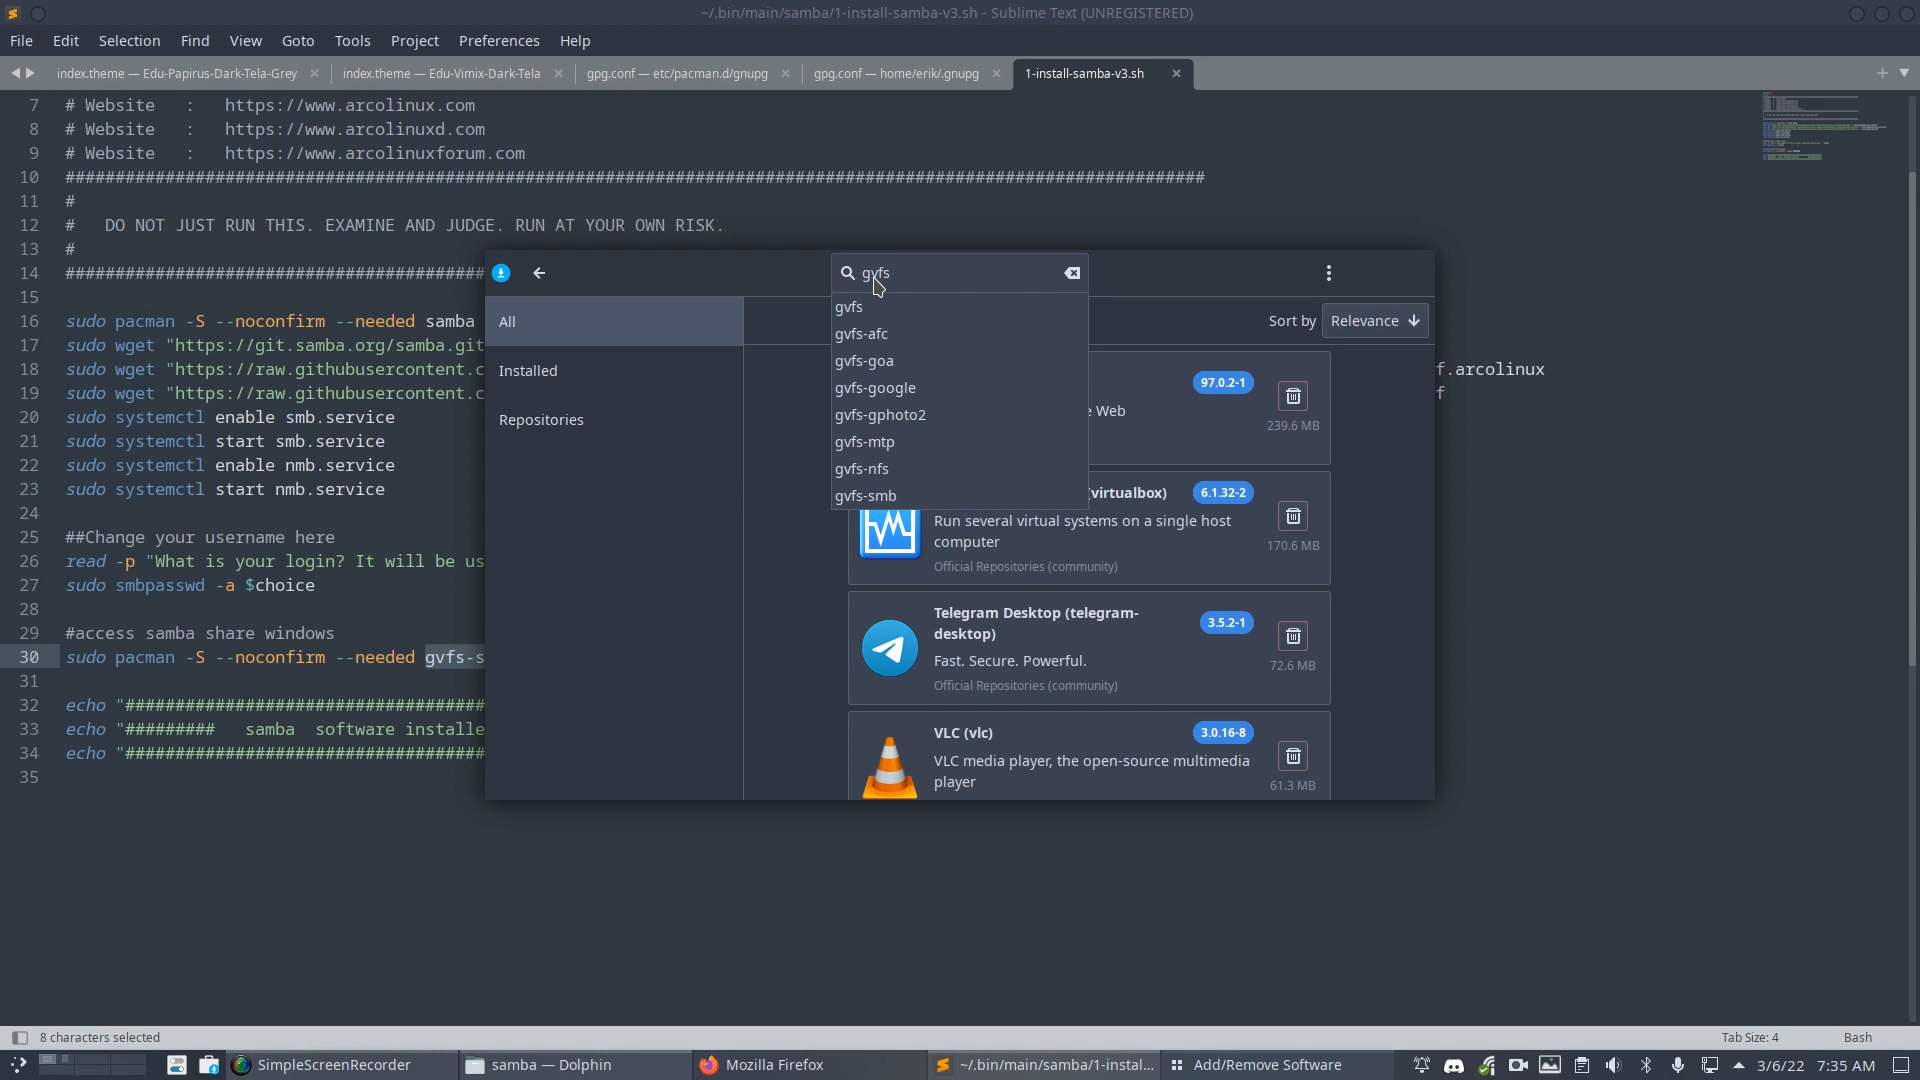 ~/.bin/main/samba/1-install-samba-v3.sh - Sublime Text (UNREGISTERED)
File Edit Selection Find View Goto Tools Project Preferences Help
index.theme — Edu-Papirus-Dark-Tela-Grey
index.theme — Edu-Vimix-Dark-Tela
gpg.conf — etc/pacman.d/gnupg
gpg.conf — home/erik/.gnupg
1-install-samba-v3.sh
7 # Website : https://www.arcolinux.com
8 # Website : https://www.arcolinuxd.com
9 # Website : https://www.arcolinuxforum.com
10 ##################################################################################################################
11 #
12 # DO NOT JUST RUN THIS. EXAMINE AND JUDGE. RUN AT YOUR OWN RISK.
13 #
14 ##########################################
15
16 sudo pacman -S --noconfirm --needed samba
17 sudo wget "https://git.samba.org/samba.git
18 sudo wget "https://raw.githubusercontent.c f.arcolinux
19 sudo wget "https://raw.githubusercontent.c f
20 sudo systemctl enable smb.service
21 sudo systemctl start smb.service
22 sudo systemctl enable nmb.service
23 sudo systemctl start nmb.service
24
25 ##Change your username here
26 read -p "What is your login? It will be us
27 sudo smbpasswd -a $choice
28
29 #access samba share windows
30 sudo pacman -S --noconfirm --needed gvfs-s
31
32 echo "####################################
33 echo "######### samba software installe
34 echo "####################################
35
gvfs
gvfs
gvfs-afc
gvfs-goa
gvfs-google
gvfs-gphoto2
gvfs-mtp
gvfs-nfs
gvfs-smb
All
Installed
Repositories
Sort by Relevance
97.0.2-1
Web
239.6 MB
(virtualbox) 6.1.32-2
Run several virtual systems on a single host
computer
170.6 MB
Official Repositories (community)
Telegram Desktop (telegram-
desktop)
3.5.2-1
Fast. Secure. Powerful.
72.6 MB
Official Repositories (community)
VLC (vlc) 3.0.16-8
VLC media player, the open-source multimedia
player
61.3 MB
8 characters selected
Tab Size: 4 Bash
SimpleScreenRecorder
samba — Dolphin
Mozilla Firefox
~/.bin/main/samba/1-instal...
Add/Remove Software
3/6/22 7:35 AM